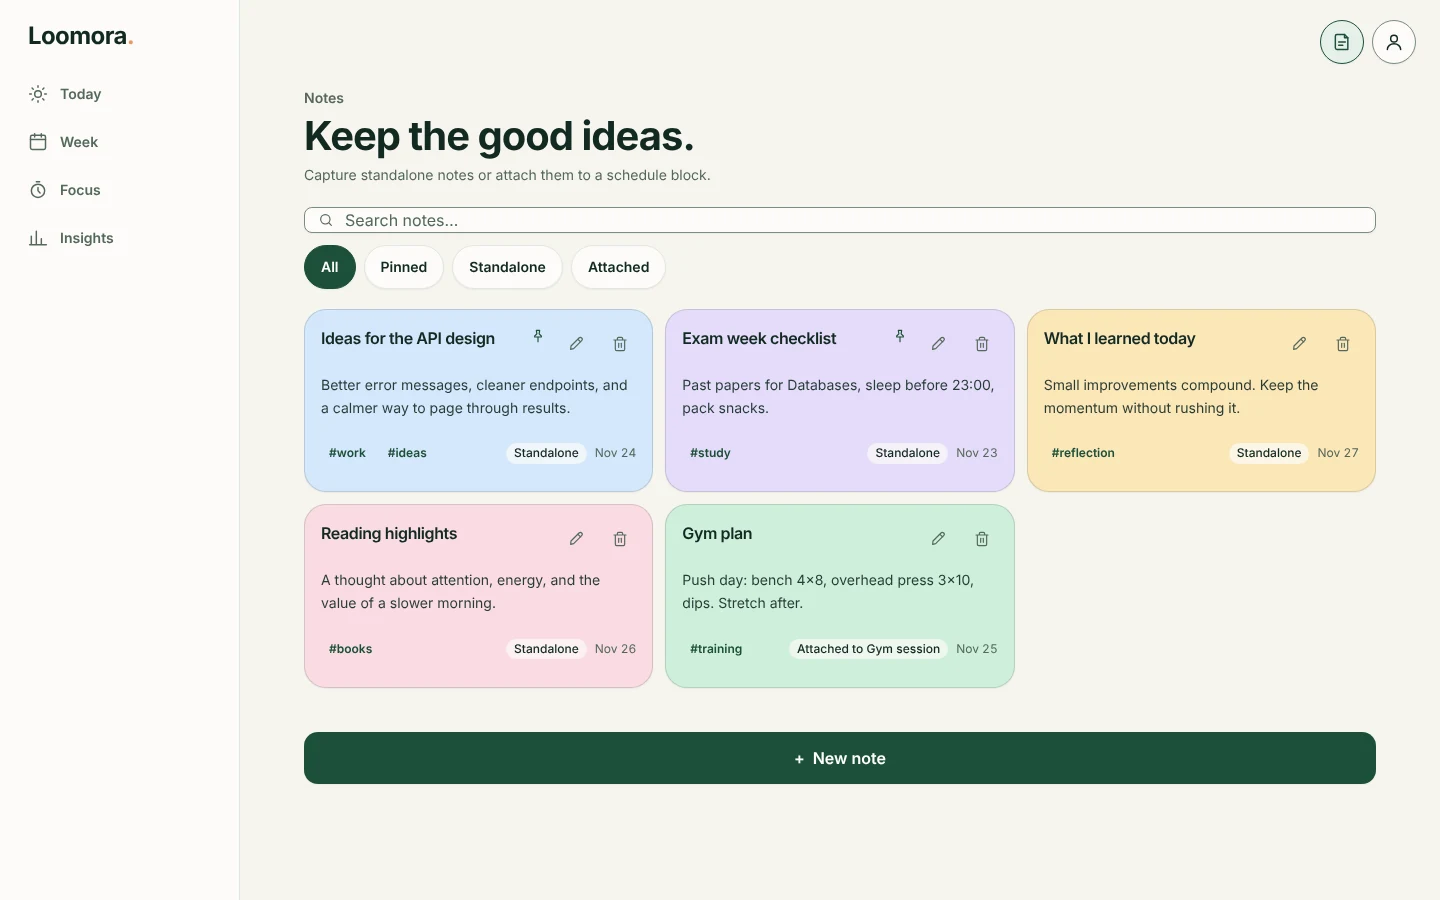 Loomora.
Today
Week
Focus
Insights
Notes
Keep the good ideas.
Capture standalone notes or attach them to a schedule block.
Search notes...
All
Pinned
Standalone
Attached
Ideas for the API design
Better error messages, cleaner endpoints, and
a calmer way to page through results.
#work #ideas Standalone Nov 24
Exam week checklist
Past papers for Databases, sleep before 23:00,
pack snacks.
#study Standalone Nov 23
What I learned today
Small improvements compound. Keep the
momentum without rushing it.
#reflection Standalone Nov 27
Reading highlights
A thought about attention, energy, and the
value of a slower morning.
#books Standalone Nov 26
Gym plan
Push day: bench 4×8, overhead press 3×10,
dips. Stretch after.
#training Attached to Gym session Nov 25
+ New note